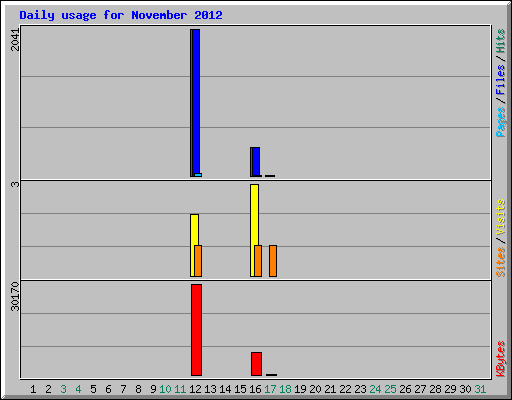 Daily usage for November 2012
2041
3
30170
Pages / Files / Hits
Sites / Visits
KBytes
1 2 3 4 5 6 7 8 9 10 11 12 13 14 15 16 17 18 19 20 21 22 23 24 25 26 27 28 29 30 31